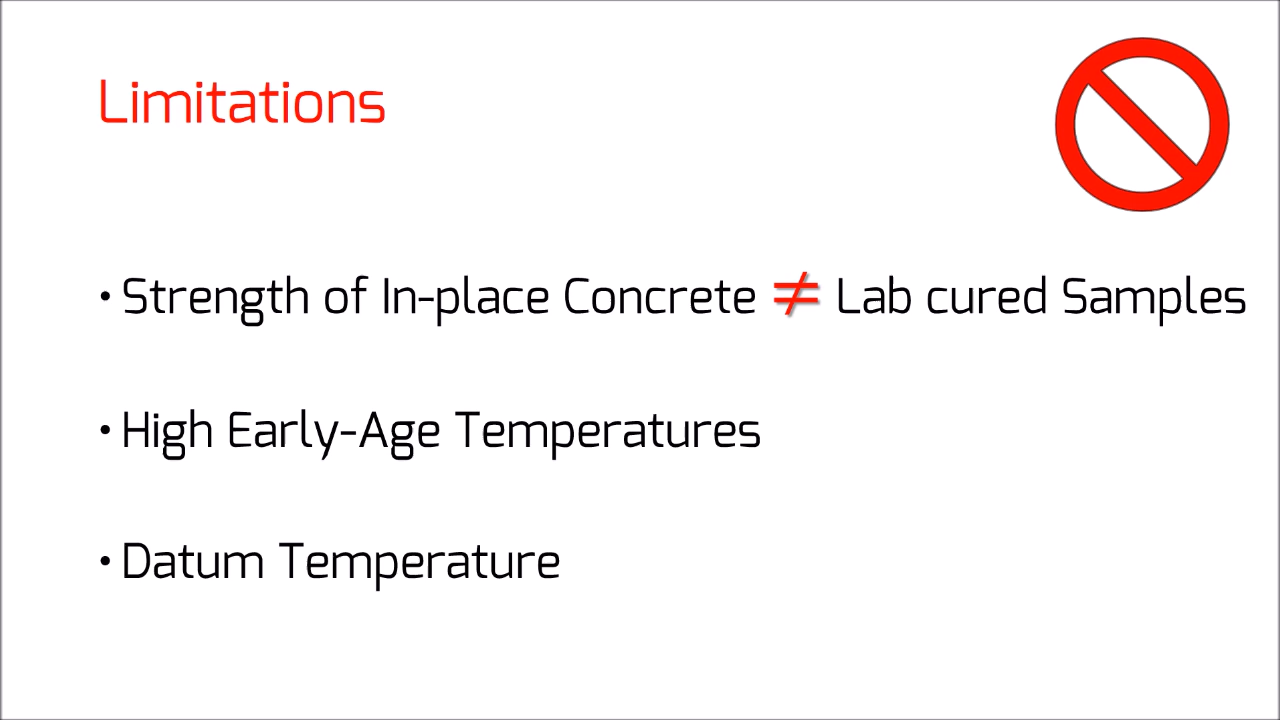 Limitations
• Strength of In-place Concrete ≠ Lab cured Samples
• High Early-Age Temperatures
• Datum Temperature